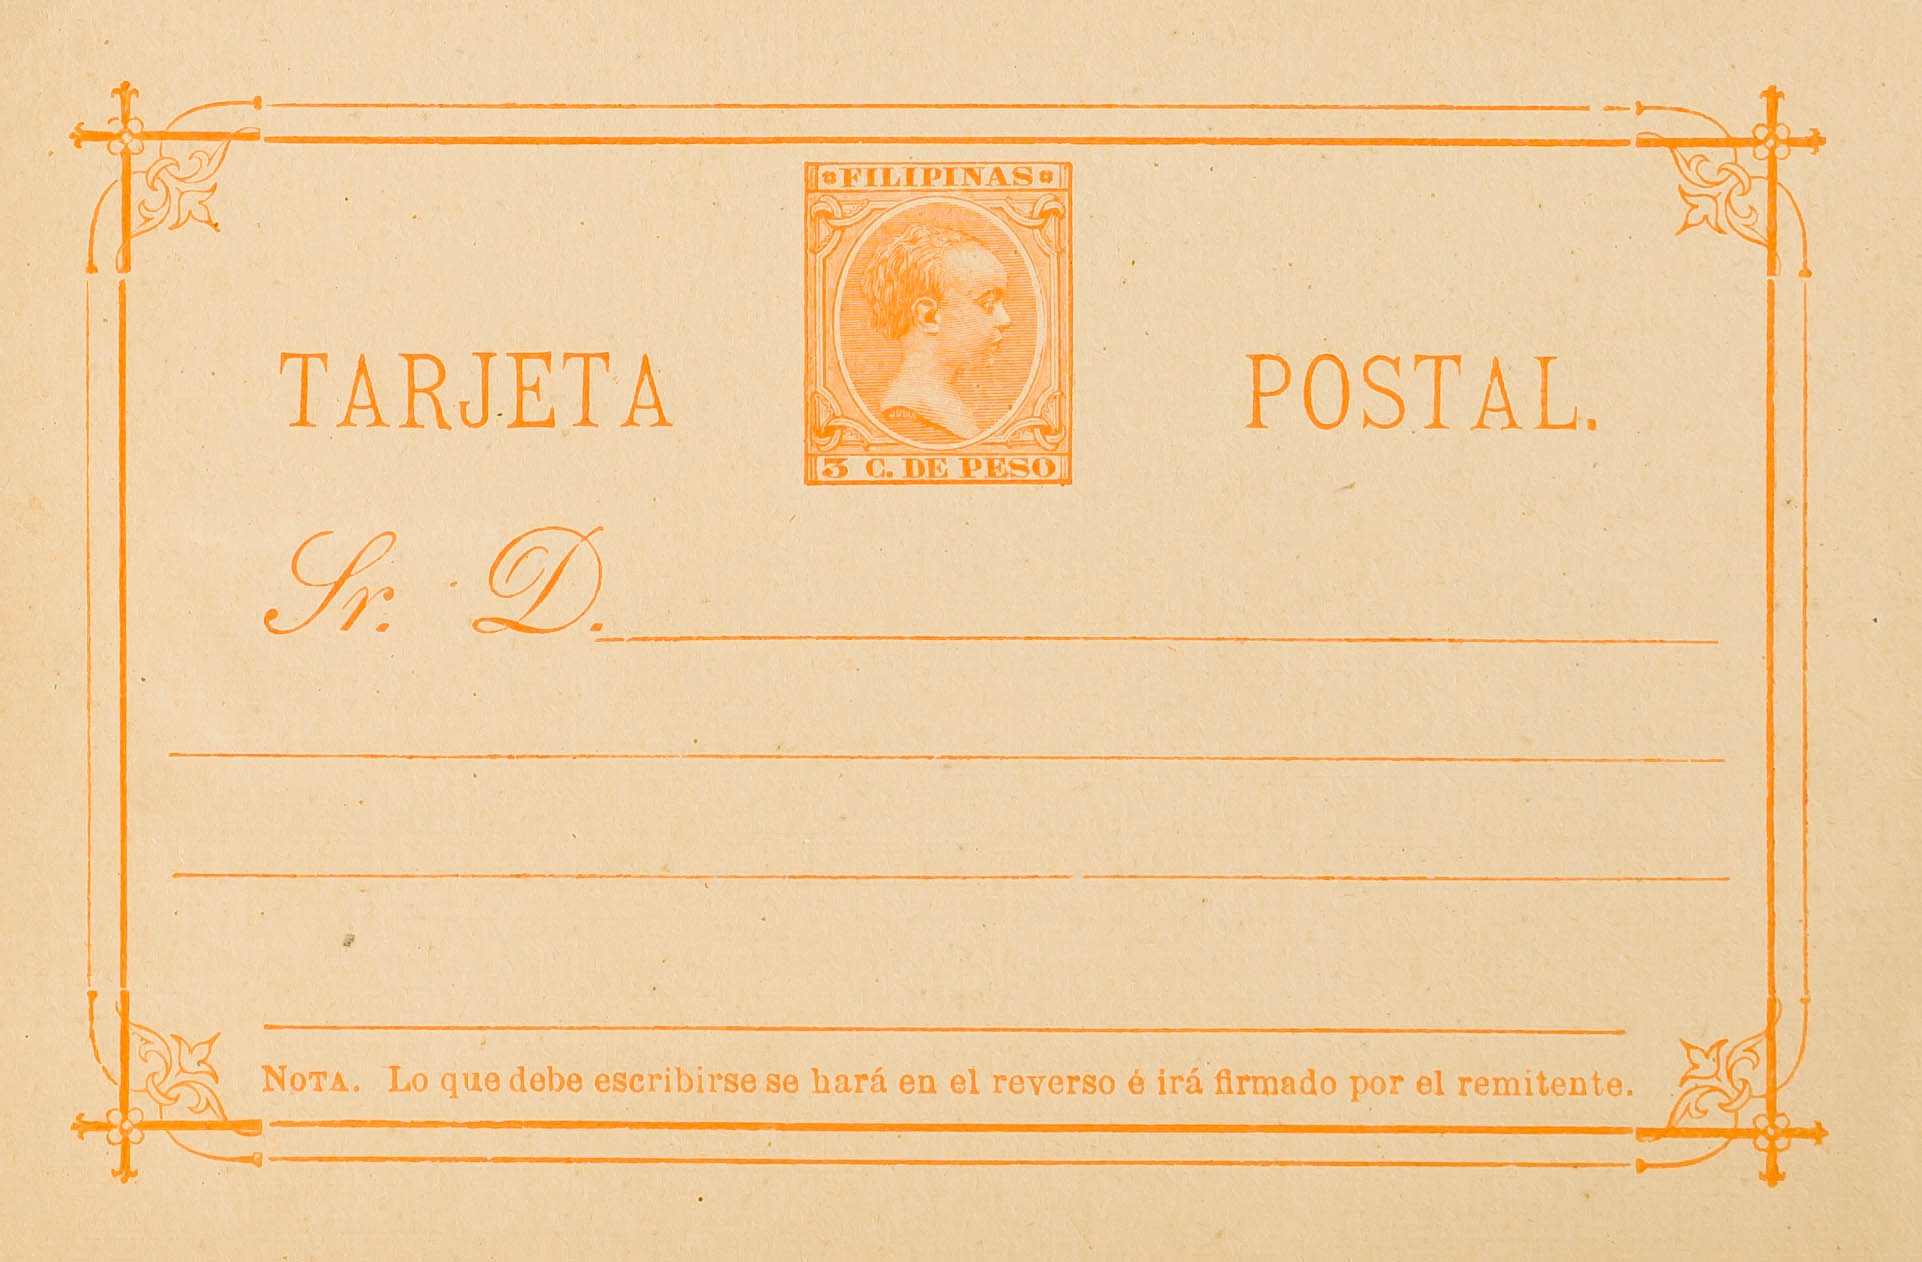 FILIPINAS
TARJETA POSTAL.
3 C. DE PESO
Sr. D.
NOTA. Lo que debe escribirse se hará en el reverso é irá firmado por el remitente.